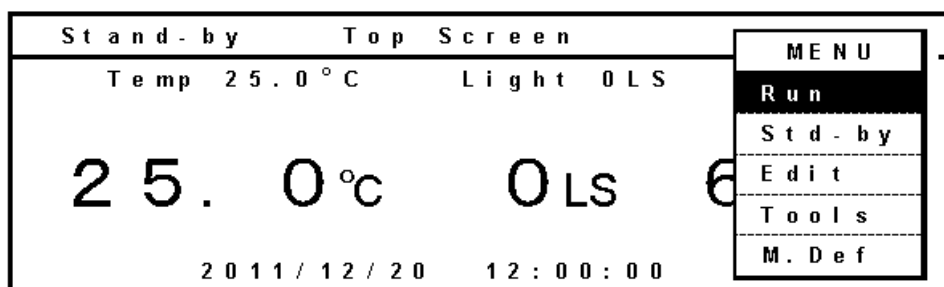 Stand-by Top Screen
MENU
Temp 25.0°C Light 0LS
Run
Std-by
25.0°C 0LS 6
Edit
Tools
M.Def
2011/12/20 12:00:00